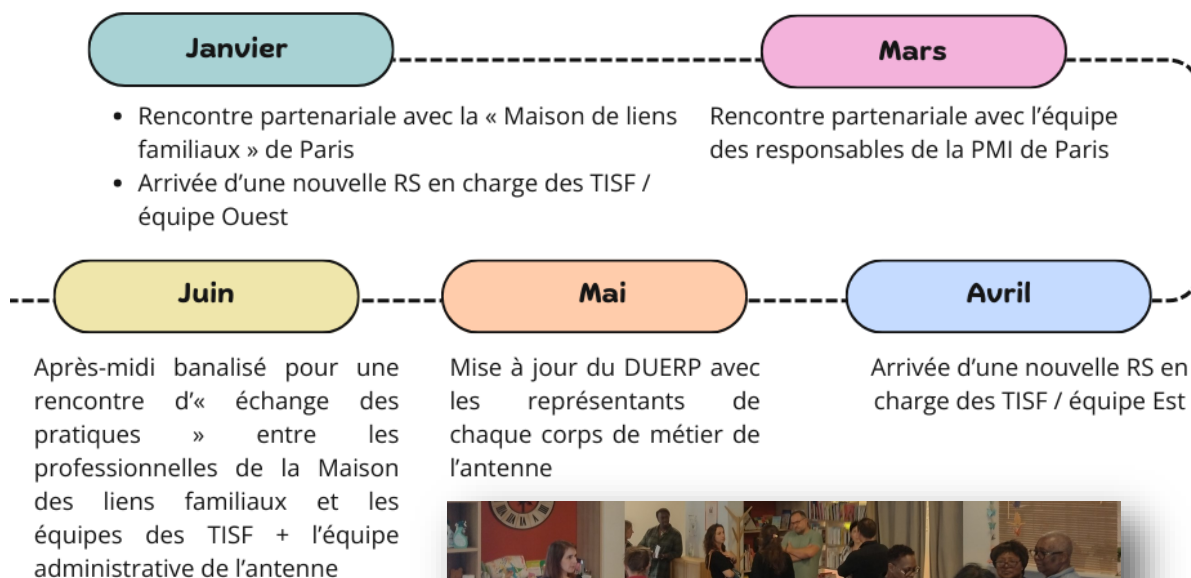 Janvier
• Rencontre partenariale avec la « Maison de liens
familiaux » de Paris
• Arrivée d’une nouvelle RS en charge des TISF /
équipe Ouest
Mars
Rencontre partenariale avec l’équipe
des responsables de la PMI de Paris
Avril
Arrivée d’une nouvelle RS en
charge des TISF / équipe Est
Mai
Mise à jour du DUERP avec
les représentants de
chaque corps de métier de
l’antenne
Juin
Après-midi banalisé pour une
rencontre d’« échange des
pratiques » entre les
professionnelles de la Maison
des liens familiaux et les
équipes des TISF + l’équipe
administrative de l’antenne